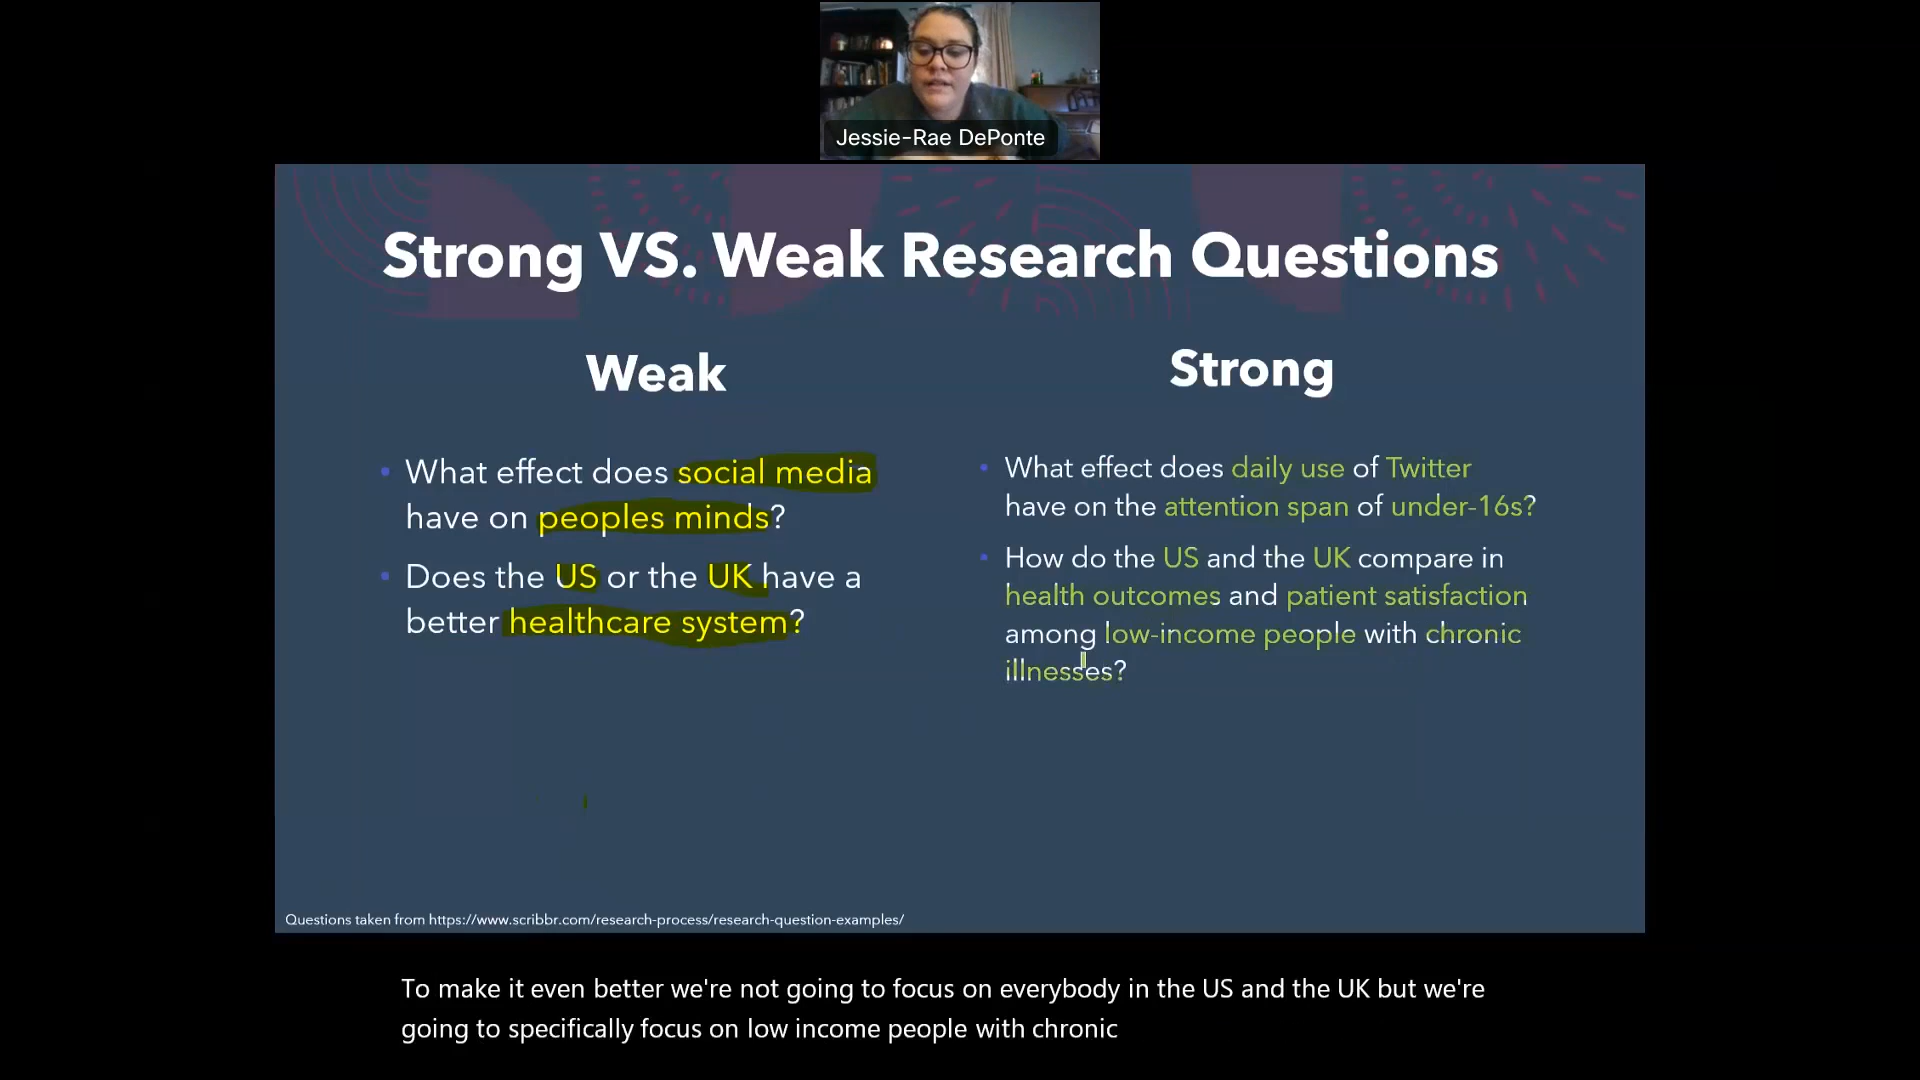 Jessie-Rae DePonte
Strong VS. Weak Research Questions
Weak
• What effect does social media
have on peoples minds?
• Does the US or the UK have a
better healthcare system?
Strong
• What effect does daily use of Twitter
have on the attention span of under-16s?
• How do the US and the UK compare in
health outcomes and patient satisfaction
among low-income people with chronic
illnesses?
Questions taken from https://www.scribbr.com/research-process/research-question-examples/
To make it even better we're not going to focus on everybody in the US and the UK but we're
going to specifically focus on low income people with chronic